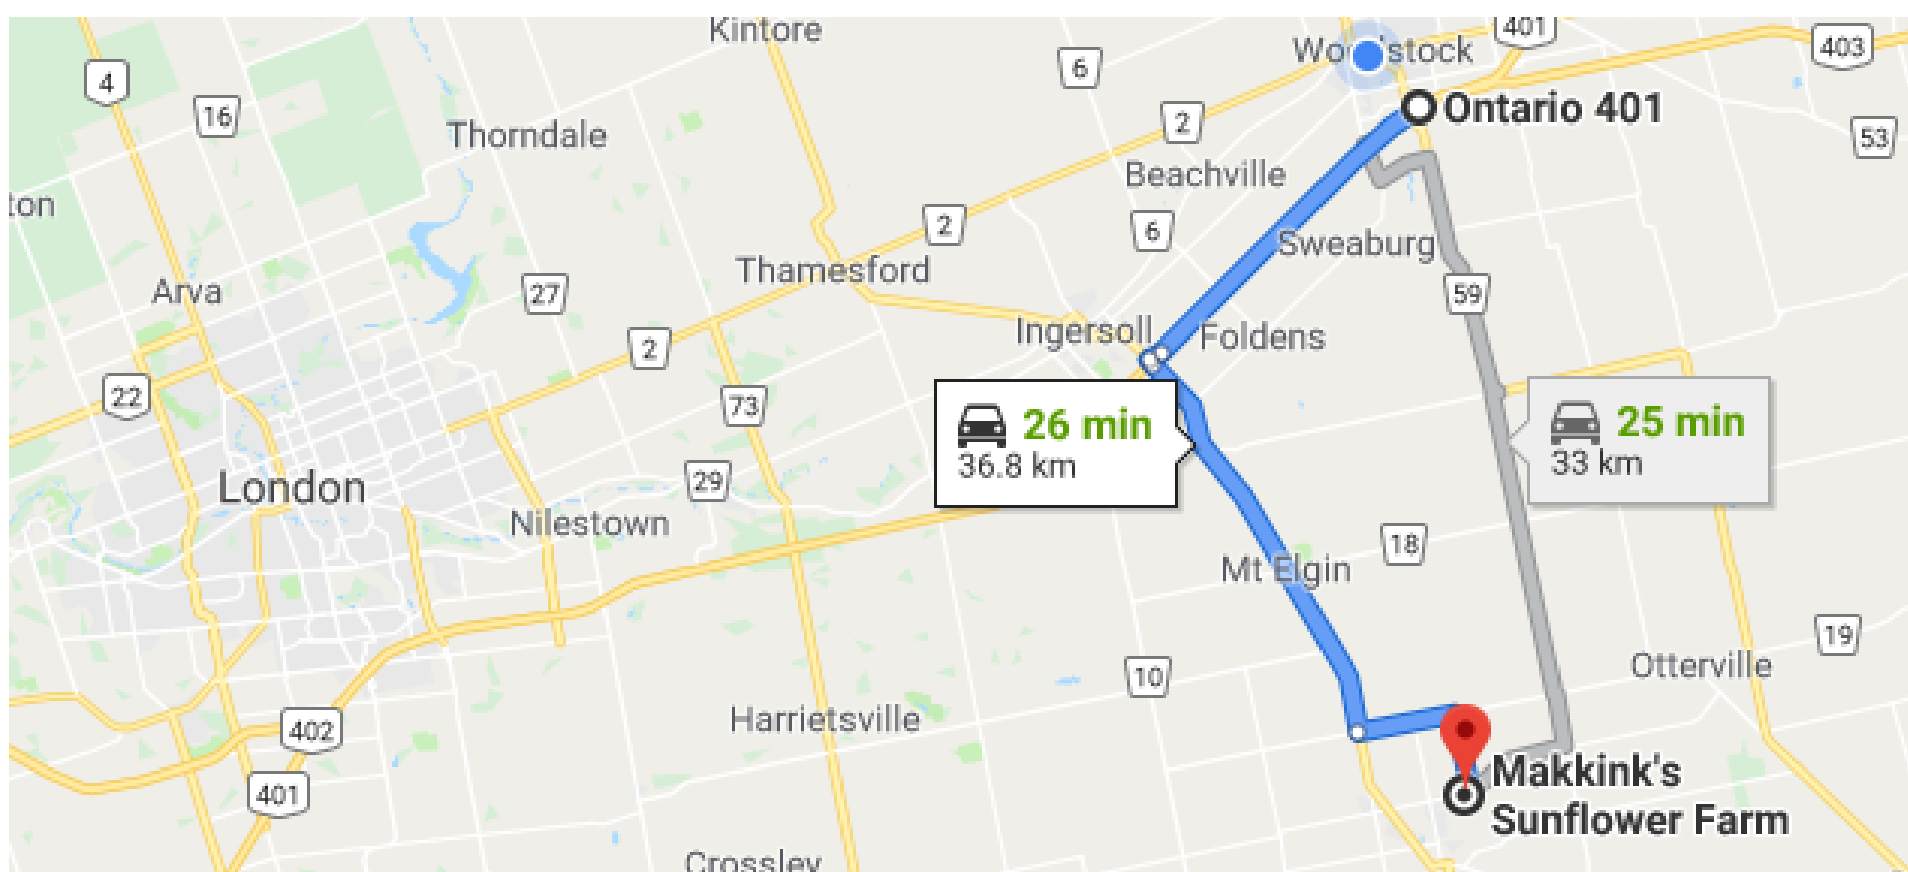 Kintore
401
403
4
6
Wo stock
16
2
Ontario 401
Thorndale
53
Beachville
ton
2
6
Sweaburg
Thamesford
Arva
27
59
Ingersoll
Foldens
2
22
73
26 min
36.8 km
25 min
33 km
London
29
Nilestown
18
Mt Elgin
19
10
Otterville
Harrietsville
402
401
Makkink's
Sunflower Farm
Crossley